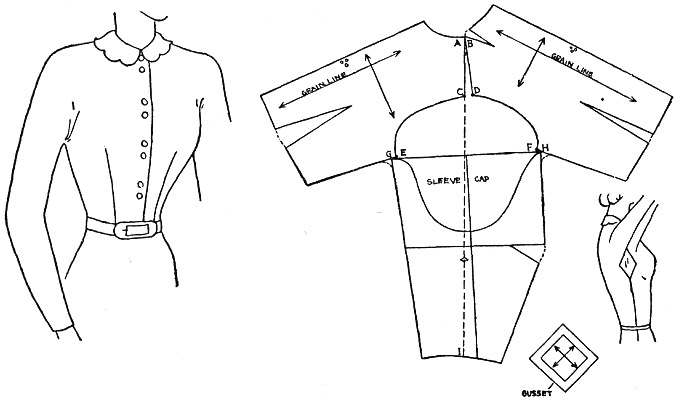 A B
GRAIN LINE
GRAIN LINE
C D
G E
F H
SLEEVE CAP
I
GUSSET